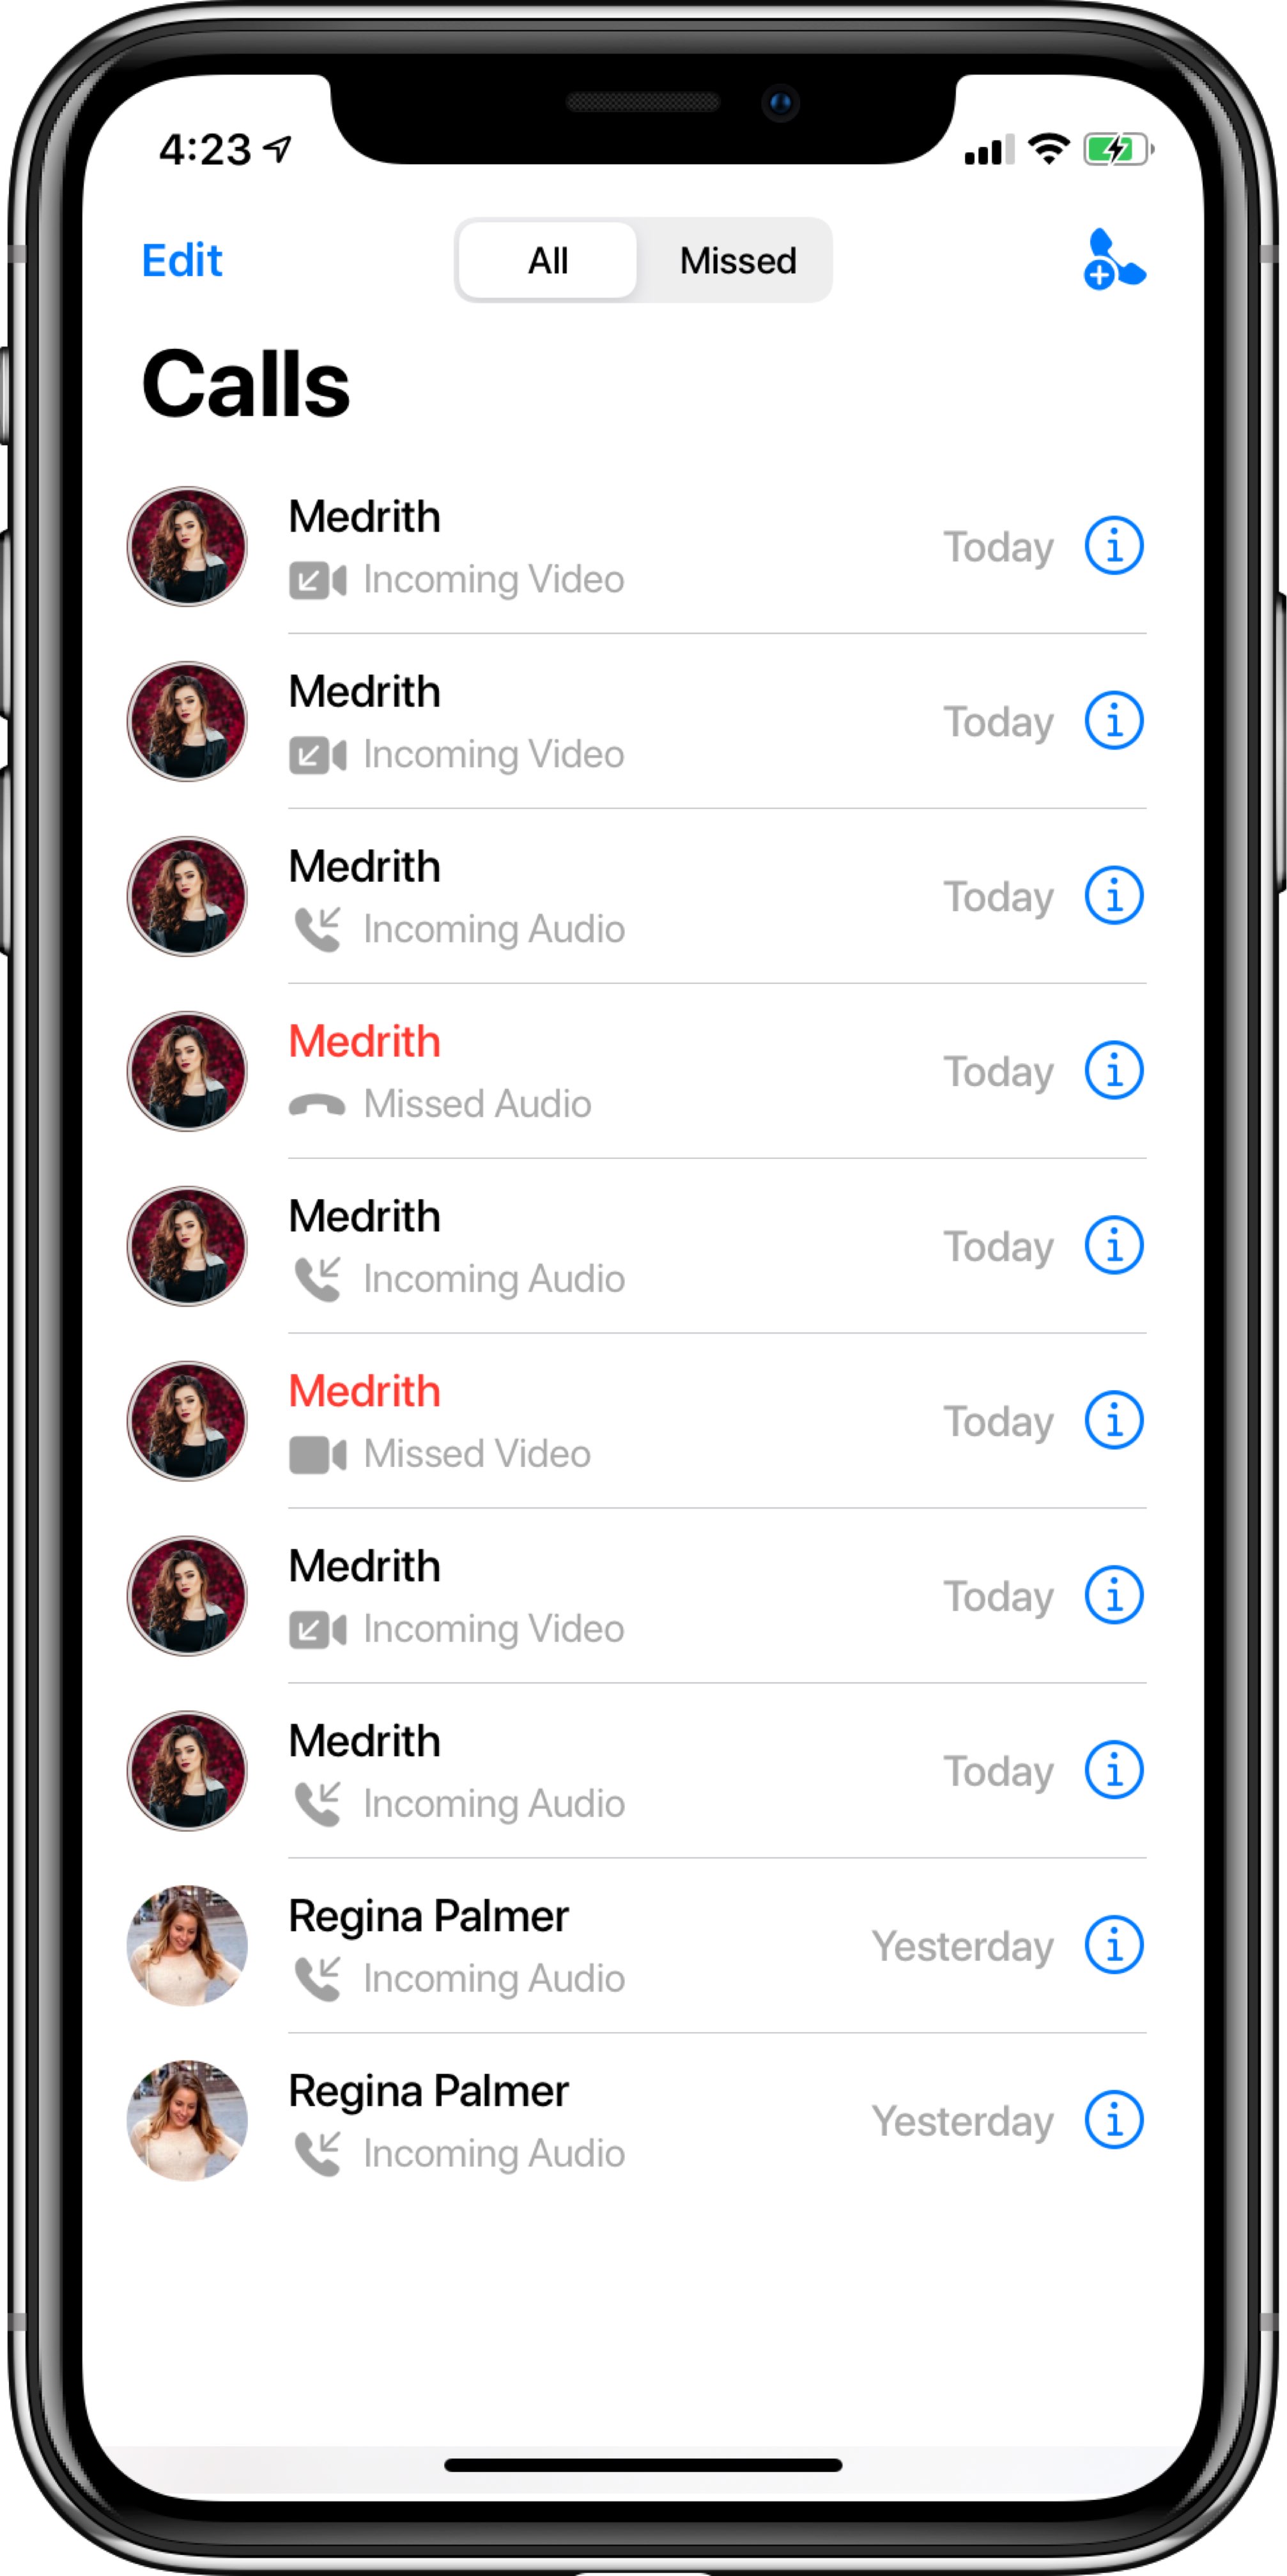 4:23
Edit
All
Missed
Calls
Medrith
Incoming Video
Today
Medrith
Incoming Video
Today
Medrith
Incoming Audio
Today
Medrith
Missed Audio
Today
Medrith
Incoming Audio
Today
Medrith
Missed Video
Today
Medrith
Incoming Video
Today
Medrith
Incoming Audio
Today
Regina Palmer
Incoming Audio
Yesterday
Regina Palmer
Incoming Audio
Yesterday